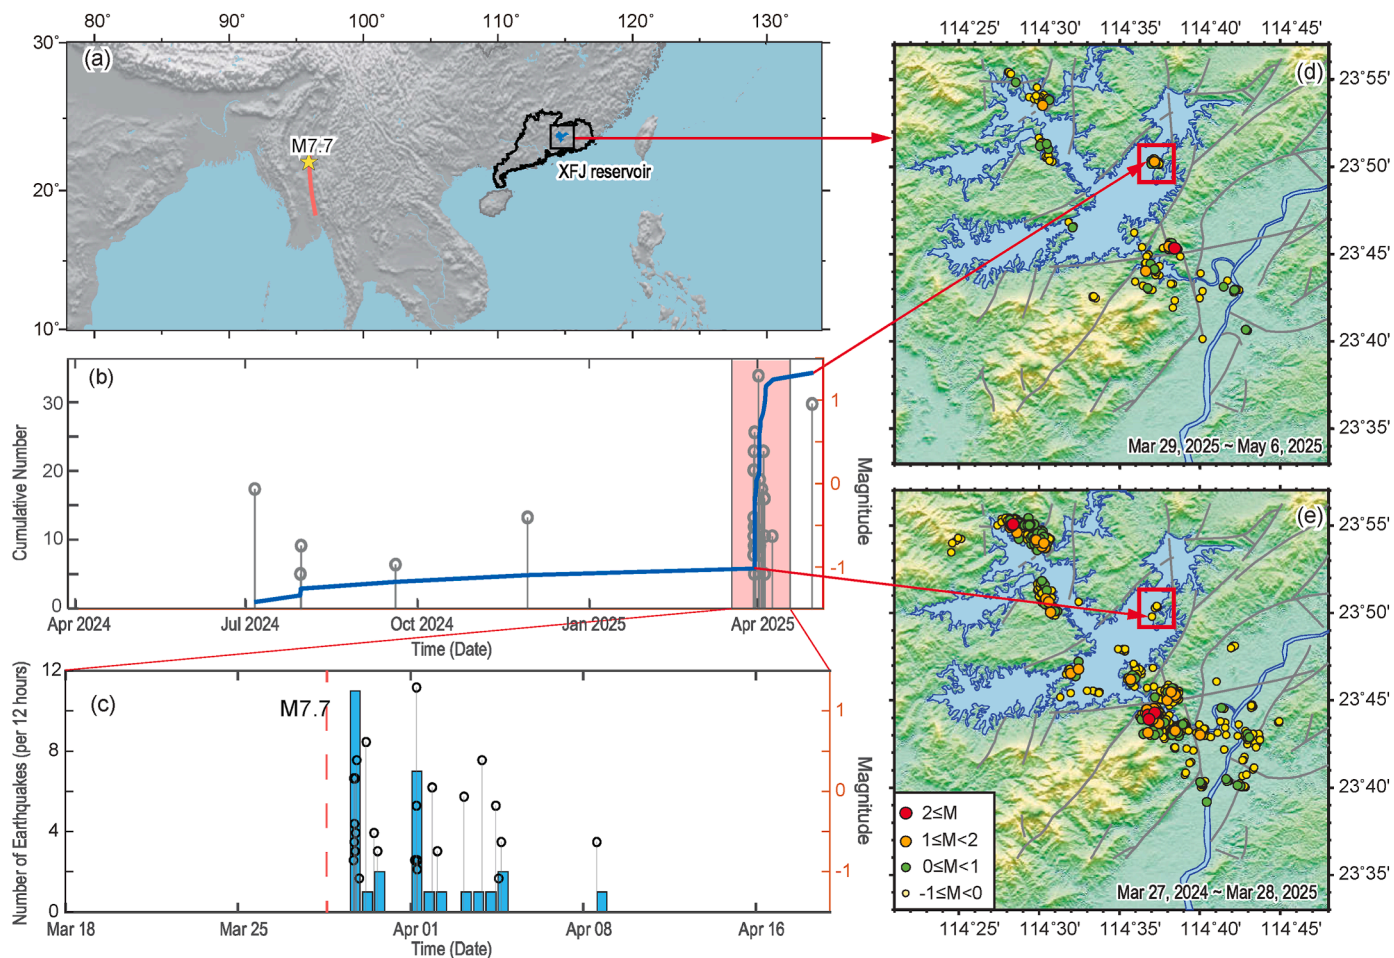 80° 90° 100° 110° 120° 130°
30°
20°
10°
(a)
M7.7
XFJ reservoir
(b)
Cumulative Number
30
20
10
0
Magnitude
1
0
-1
Apr 2024 Jul 2024 Oct 2024 Jan 2025 Apr 2025
Time (Date)
(c)
M7.7
Number of Earthquakes (per 12 hours)
12
8
4
0
Magnitude
1
0
-1
Mar 18 Mar 25 Apr 01 Apr 08 Apr 16
Time (Date)
114°25' 114°30' 114°35' 114°40' 114°45'
(d)
23°55'
23°50'
23°45'
23°40'
23°35'
Mar 29, 2025 ~ May 6, 2025
(e)
23°55'
23°50'
23°45'
23°40'
23°35'
2≤M
1≤M<2
0≤M<1
-1≤M<0
Mar 27, 2024 ~ Mar 28, 2025
114°25' 114°30' 114°35' 114°40' 114°45'